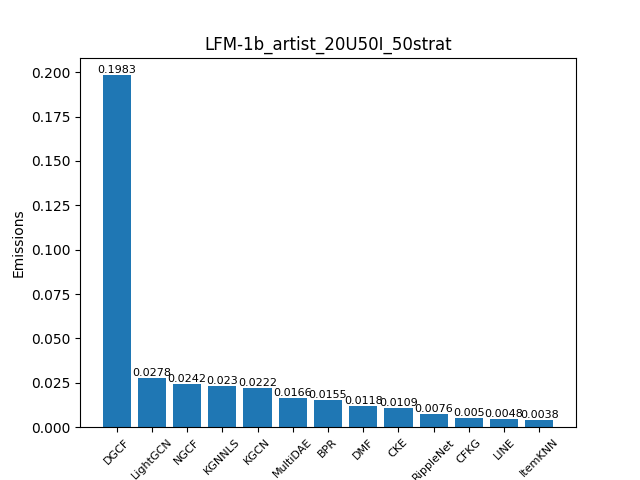 LFM-1b_artist_20U50I_50strat
Emissions
0.200
0.175
0.150
0.125
0.100
0.075
0.050
0.025
0.000
0.1983
0.0278
0.0242
0.023
0.0222
0.0166
0.0155
0.0118
0.0109
0.0076
0.005
0.0048
0.0038
DGCF
LightGCN
NGCF
KGNNLS
KGCN
MultiDAE
BPR
DMF
CKE
RippleNet
CFKG
LINE
ItemKNN